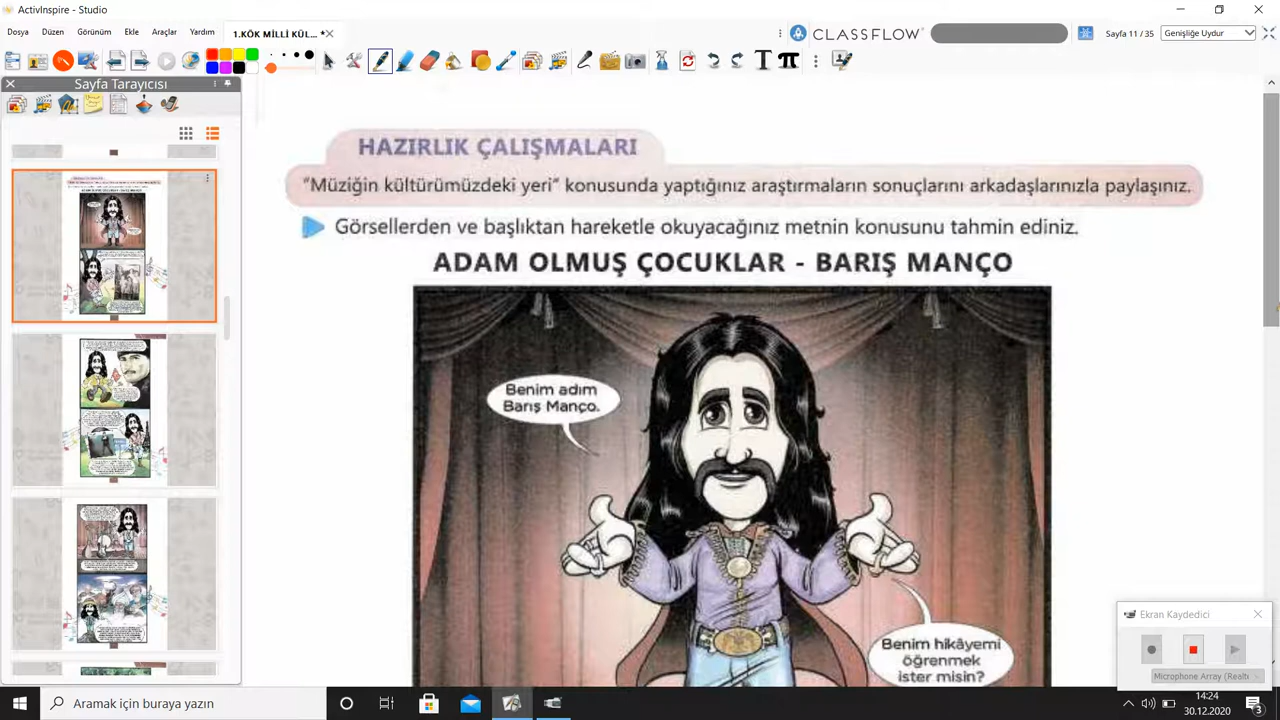 ActivInspire - Studio
Dosya Düzen Görünüm Ekle Araçlar Yardım
1.KÖK MİLLİ KÜL...
CLASSFLOW
Sayfa 11 / 35
Genişliğe Uydur
Sayfa Tarayıcısı
HAZIRLIK ÇALIŞMALARI
“Müziğin kültürümüzdeki yeri” konusunda yaptığınız araştırmaların sonuçlarını arkadaşlarınızla paylaşınız.
Görsellerden ve başlıktan hareketle okuyacağınız metnin konusunu tahmin ediniz.
ADAM OLMUŞ ÇOCUKLAR - BARIŞ MANÇO
Benim adım
Barış Manço.
Benim hikâyemi
öğrenmek
ister misin?
Ekran Kaydedici
Microphone Array (Realt
Aramak için buraya yazın
14:24
30.12.2020
3